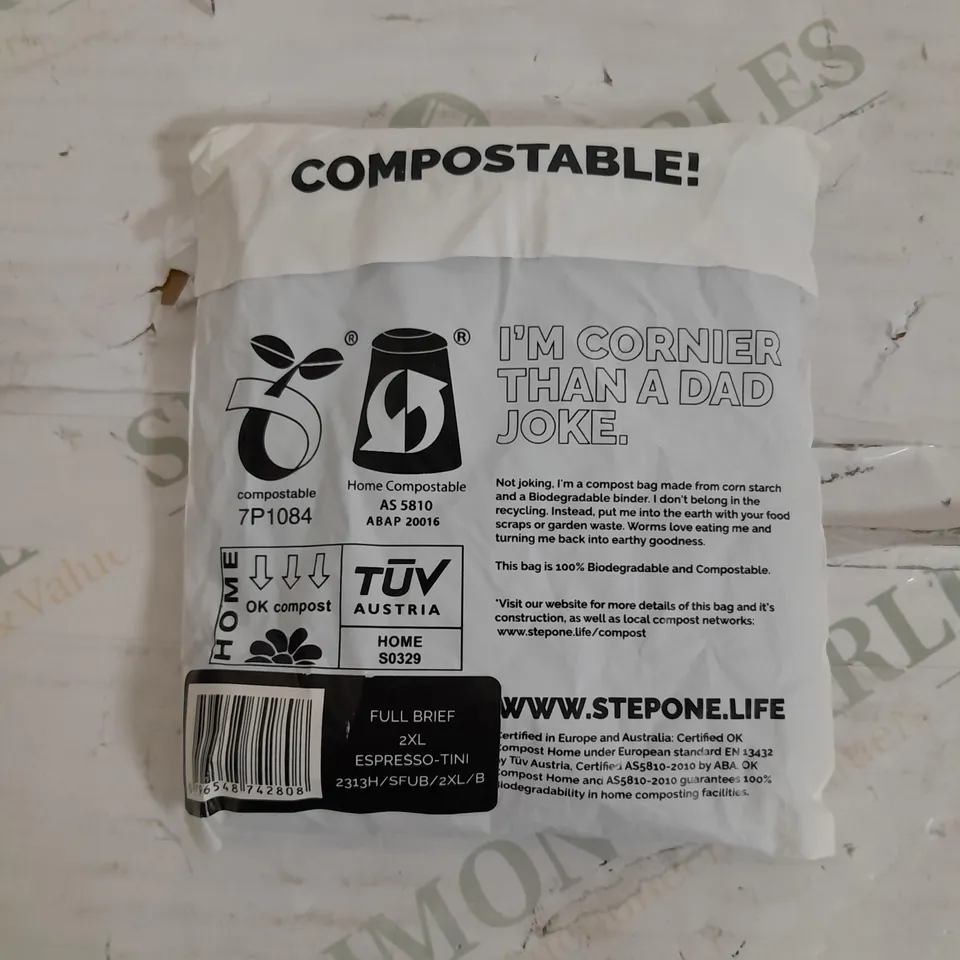 COMPOSTABLE!
®
®
compostable
7P1084
Home Compostable
AS 5810
ABAP 20016
I'M CORNIER
THAN A DAD
JOKE.
Not joking, I'm a compost bag made from corn starch
and a Biodegradable binder. I don't belong in the
recycling. Instead, put me into the earth with your food
scraps or garden waste. Worms love eating me and
turning me back into earthy goodness.
This bag is 100% Biodegradable and Compostable.
*Visit our website for more details of this bag and it's
construction, as well as local compost networks:
www.stepone.life/compost
HOME
OK compost
TÜV
AUSTRIA
HOME
S0329
WWW.STEPONE.LIFE
ertified in Europe and Australia: Certified OK
ompost Home under European standard EN 13432
y Tüv Austria, Certified AS5810-2010 by ABA. OK
ompost Home and AS5810-2010 guarantees 100%
iodegradability in home composting facilities.
FULL BRIEF
2XL
ESPRESSO-TINI
2313H/SFUB/2XL/B
6548 742808